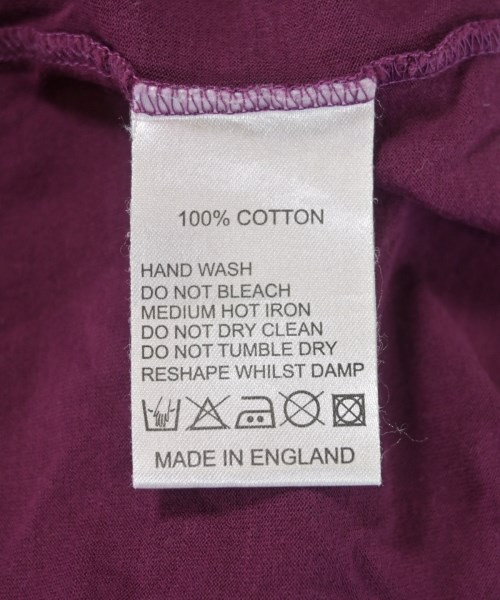 100% COTTON
HAND WASH
DO NOT BLEACH
MEDIUM HOT IRON
DO NOT DRY CLEAN
DO NOT TUMBLE DRY
RESHAPE WHILST DAMP
MADE IN ENGLAND